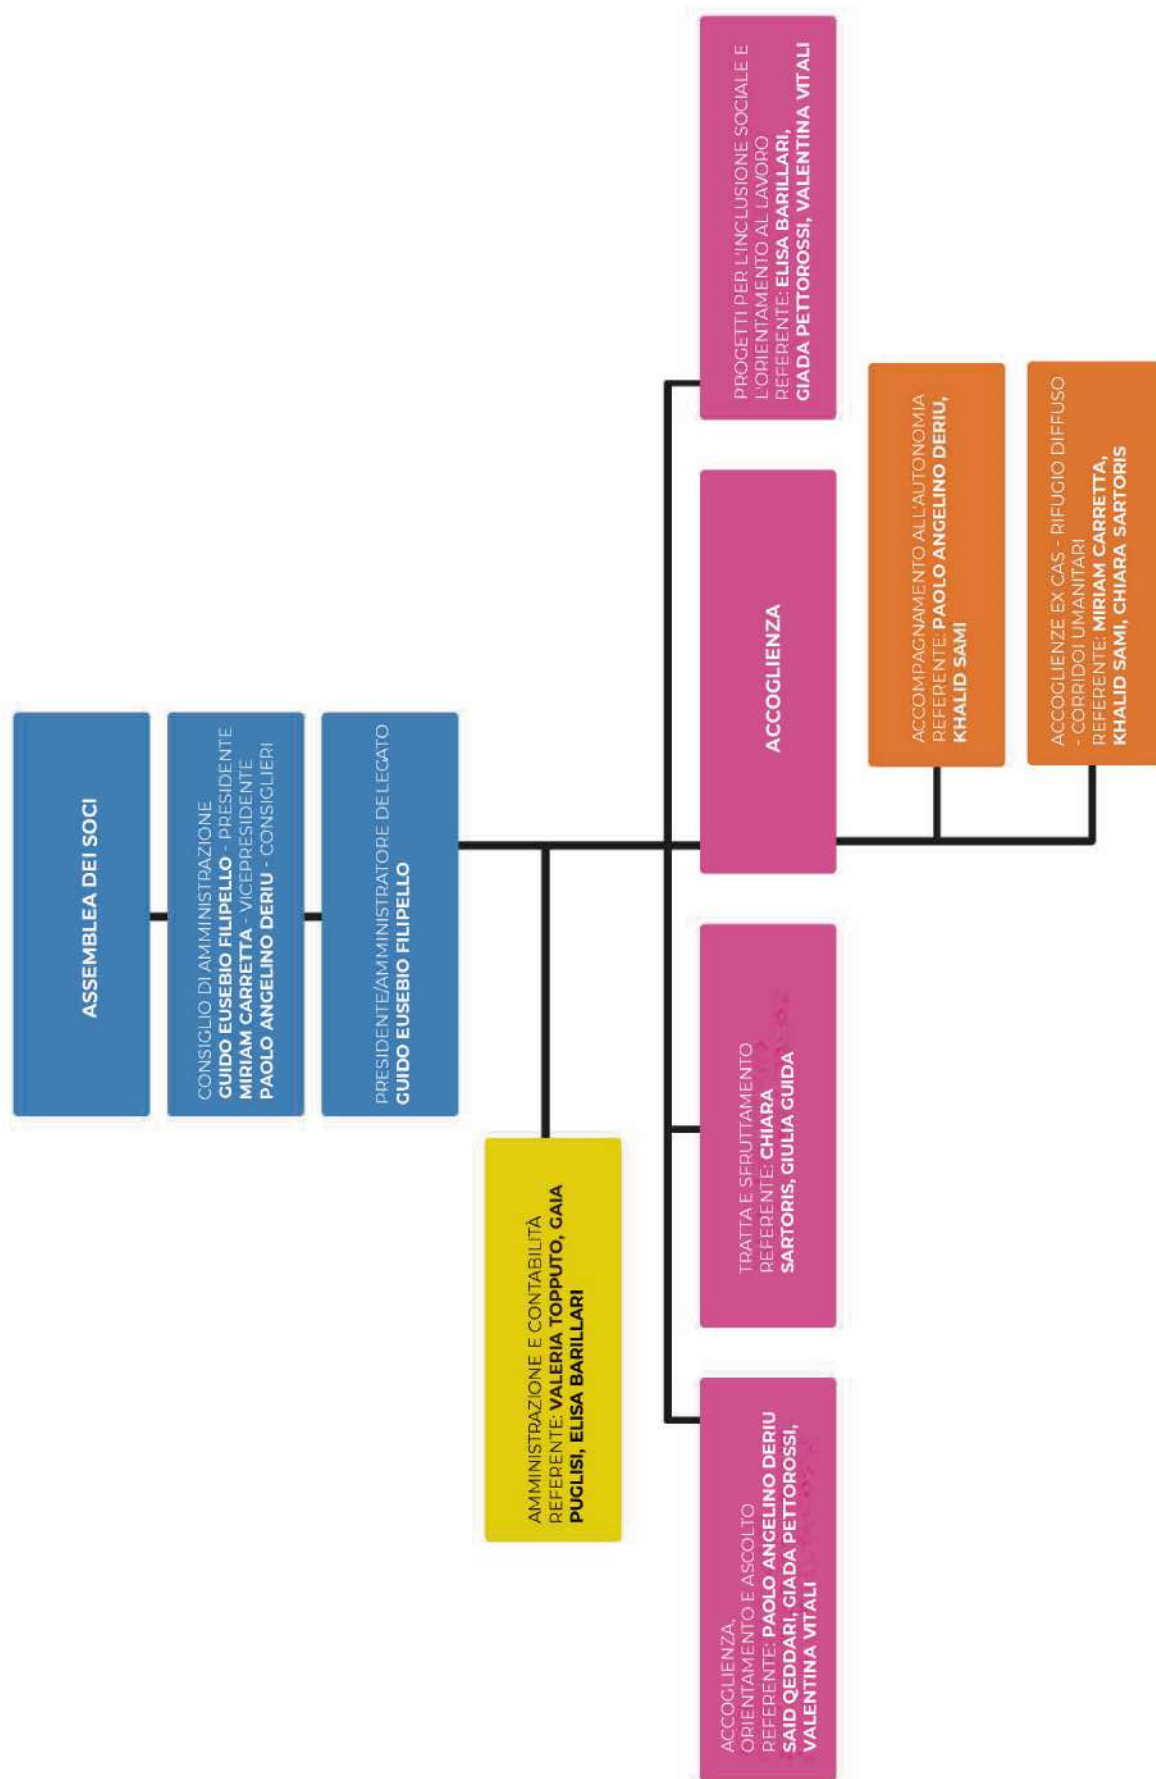 ASSEMBLEA DEI SOCI
CONSIGLIO DI AMMINISTRAZIONE
GUIDO EUSEBIO FILIPELLO - PRESIDENTE
MIRIAM CARRETTA - VICEPRESIDENTE
PAOLO ANGELINO DERIU - CONSIGLIERI
PRESIDENTE/AMMINISTRATORE DELEGATO
GUIDO EUSEBIO FILIPELLO
AMMINISTRAZIONE E CONTABILITÀ
REFERENTE: VALERIA TOPPUTO, GAIA
PUGLISI, ELISA BARILLARI
ACCOGLIENZA,
ORIENTAMENTO E ASCOLTO
REFERENTE: PAOLO ANGELINO DERIU
SAID QEDDARI, GIADA PETTOROSSI,
VALENTINA VITALI
TRATTA E SFRUTTAMENTO
REFERENTE: CHIARA
SARTORIS, GIULIA GUIDA
ACCOGLIENZA
PROGETTI PER L'INCLUSIONE SOCIALE E
L'ORIENTAMENTO AL LAVORO
REFERENTE: ELISA BARILLARI,
GIADA PETTOROSSI, VALENTINA VITALI
ACCOMPAGNAMENTO ALL'AUTONOMIA
REFERENTE: PAOLO ANGELINO DERIU,
KHALID SAMI
ACCOGLIENZE EX CAS - RIFUGIO DIFFUSO
- CORRIDOI UMANITARI
REFERENTE: MIRIAM CARRETTA,
KHALID SAMI, CHIARA SARTORIS